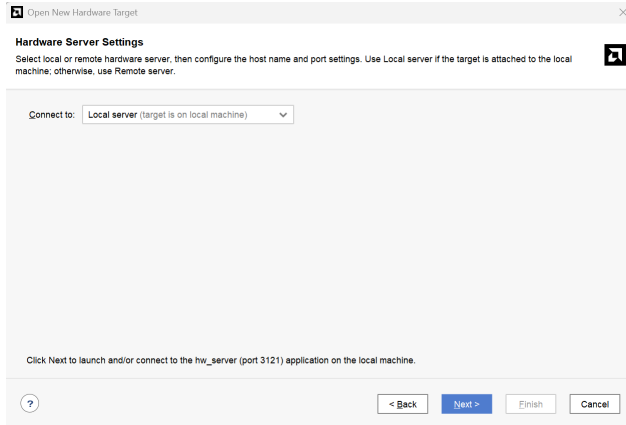 Open New Hardware Target
Hardware Server Settings
Select local or remote hardware server, then configure the host name and port settings. Use Local server if the target is attached to the local
machine; otherwise, use Remote server.
Connect to: Local server (target is on local machine)
Click Next to launch and/or connect to the hw_server (port 3121) application on the local machine.
? < Back Next > Finish Cancel